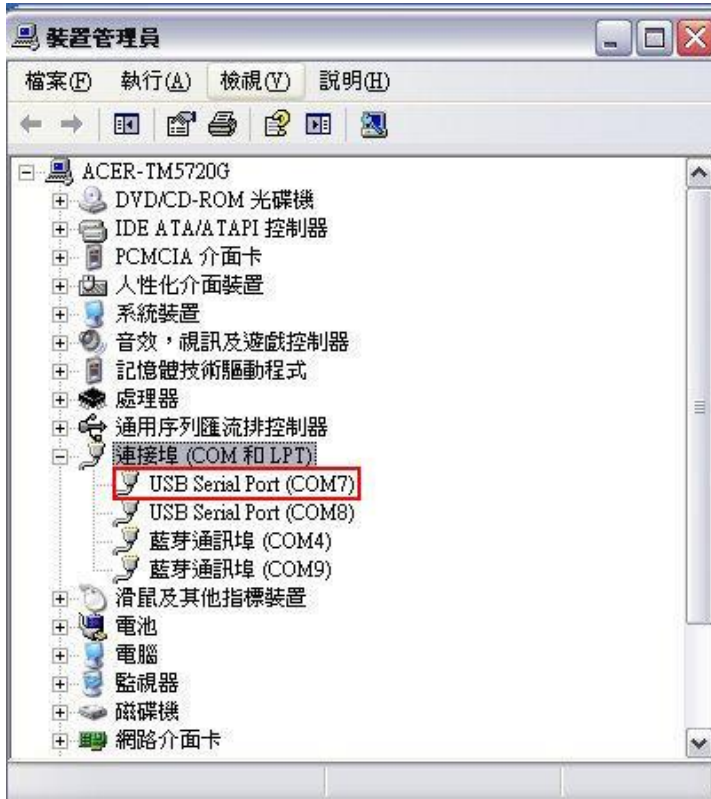 裝置管理員
檔案(F) 執行(A) 檢視(V) 說明(H)
ACER-TM5720G
DVD/CD-ROM 光碟機
IDE ATA/ATAPI 控制器
PCMCIA 介面卡
人性化介面裝置
系統裝置
音效，視訊及遊戲控制器
記憶體技術驅動程式
處理器
通用序列匯流排控制器
連接埠 (COM 和 LPT)
USB Serial Port (COM7)
USB Serial Port (COM8)
藍芽通訊埠 (COM4)
藍芽通訊埠 (COM9)
滑鼠及其他指標裝置
電池
電腦
監視器
磁碟機
網路介面卡